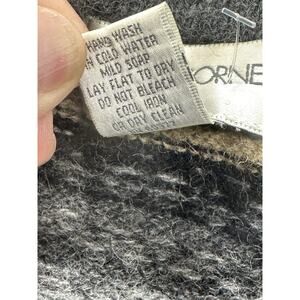 HAND WASH
IN COLD WATER
MILD SOAP
LAY FLAT TO DRY
DO NOT BLEACH
COOL IRON
OR DRY CLEAN
ORNE